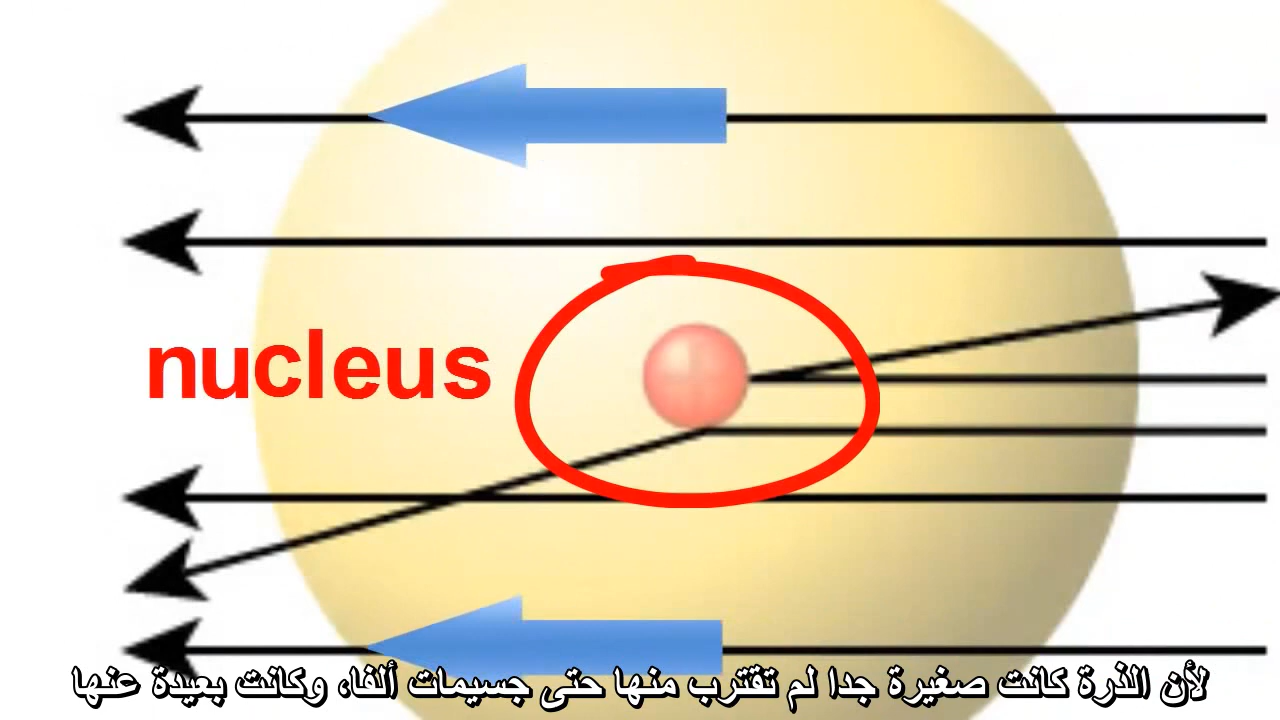 nucleus
لأن الذرة كانت صغيرة جدا لم تقترب منها حتى جسيمات ألفا، وكانت بعيدة عنها